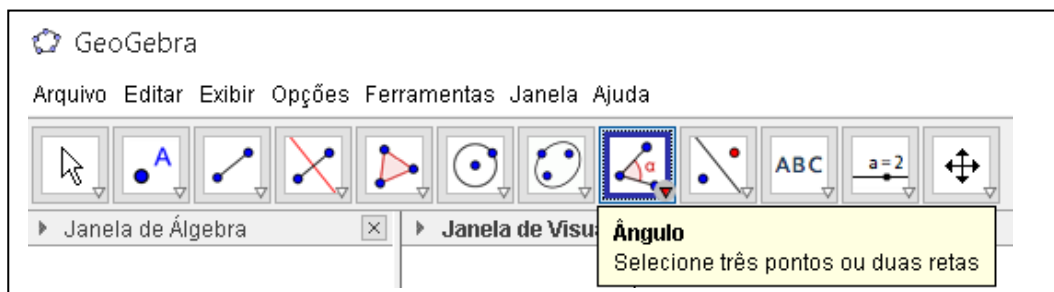 GeoGebra
Arquivo Editar Exibir Opções Ferramentas Janela Ajuda
A
α
ABC
a=2
Janela de Álgebra
Janela de Visu
Ângulo
Selecione três pontos ou duas retas